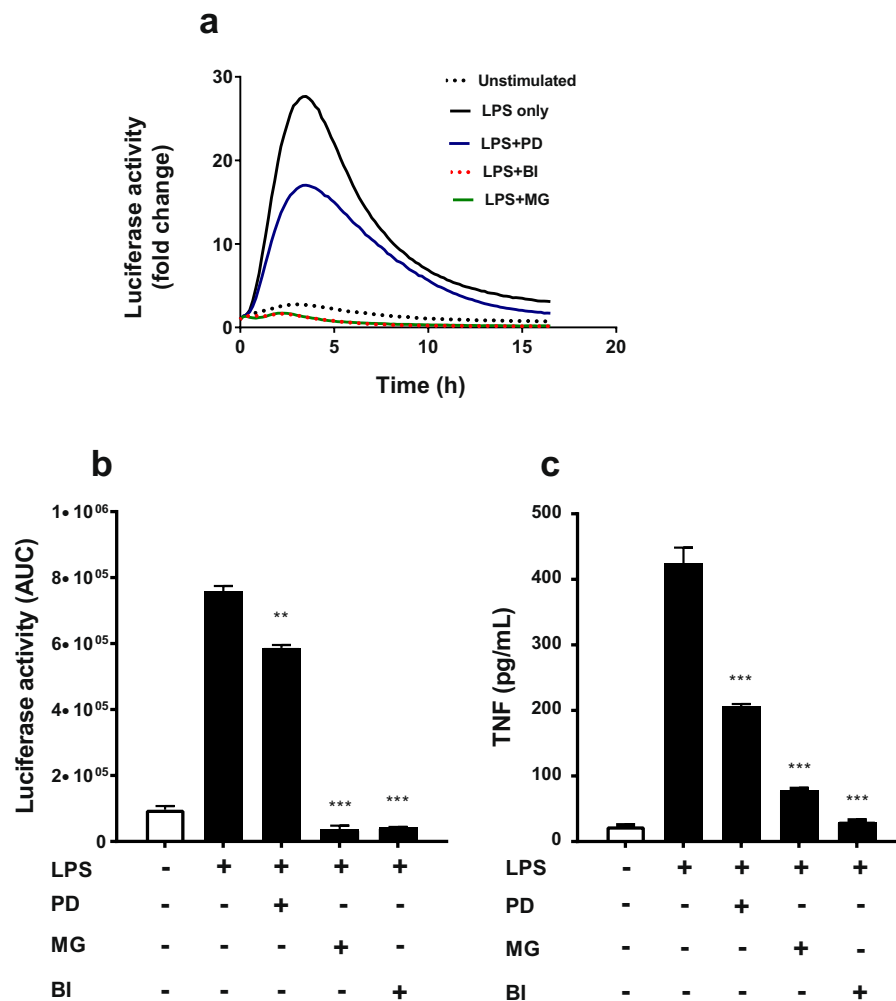 a
30
20
10
0
0 5 10 15 20
Luciferase activity
(fold change)
Time (h)
Unstimulated
LPS only
LPS+PD
LPS+BI
LPS+MG
b
Luciferase activity (AUC)
1• 10⁰⁶
8• 10⁰⁵
6• 10⁰⁵
4• 10⁰⁵
2• 10⁰⁵
0
**
***
***
LPS - + + + +
PD - - + - -
MG - - - + -
BI - - - - +
c
TNF (pg/mL)
500
400
300
200
100
0
***
***
***
LPS - + + + +
PD - - + - -
MG - - - + -
BI - - - - +